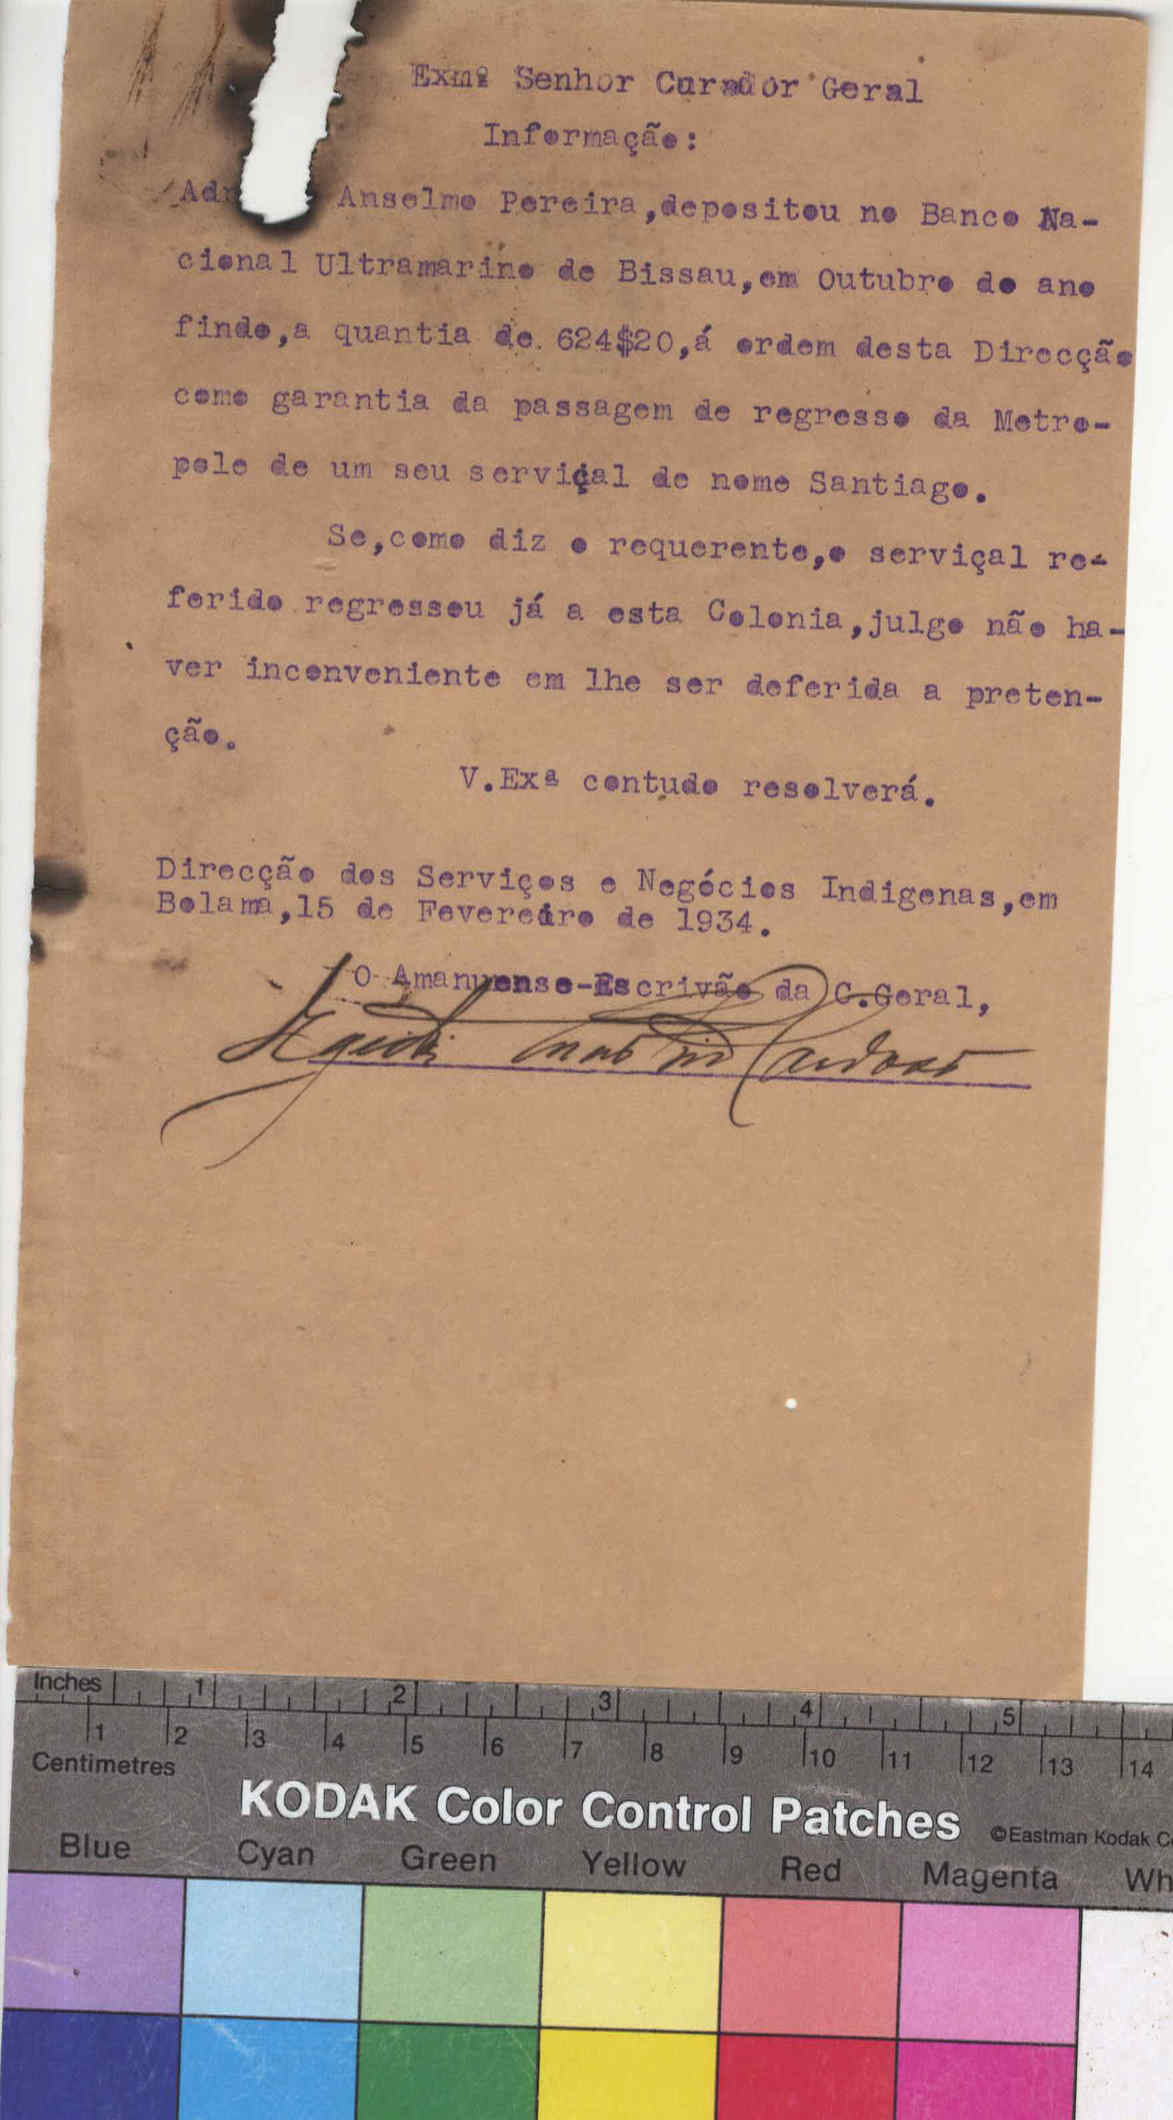 Exmº Senhor Curador Geral
Informação:
Anselmo Pereira,depositou no Banco Na-
cional Ultramarino de Bissau,em Outubro do ano
findo,a quantia de 624$20,á ordem desta Direcção
como garantia da passagem de regresso da Metro-
pole de um seu serviçal de nome Santiago.
Se,como diz o requerente,o serviçal re-
ferido regressou já a esta Colonia,julgo não ha-
ver inconveniente em lhe ser deferida a preten-
ção.
V.Exª contudo resolverá.
Direcção dos Serviços e Negócios Indigenas,em
Bolama,15 de Fevereiro de 1934.
O Amanuense-Escrivão da C.Geral,
Cardoso
Inches 1 2 3 4 5
1 2 3 4 5 6 7 8 9 10 11 12 13 14
Centimetres
KODAK Color Control Patches ©Eastman Kodak
Blue Cyan Green Yellow Red Magenta